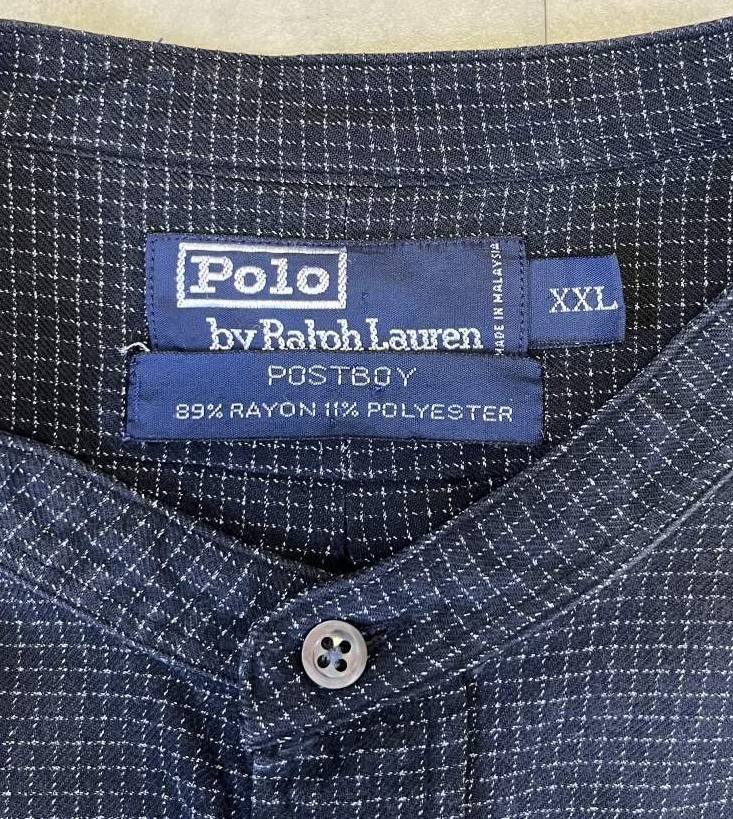 Polo
by Ralph Lauren
MADE IN MALAYSIA
XXL
POSTBOY
89% RAYON 11% POLYESTER